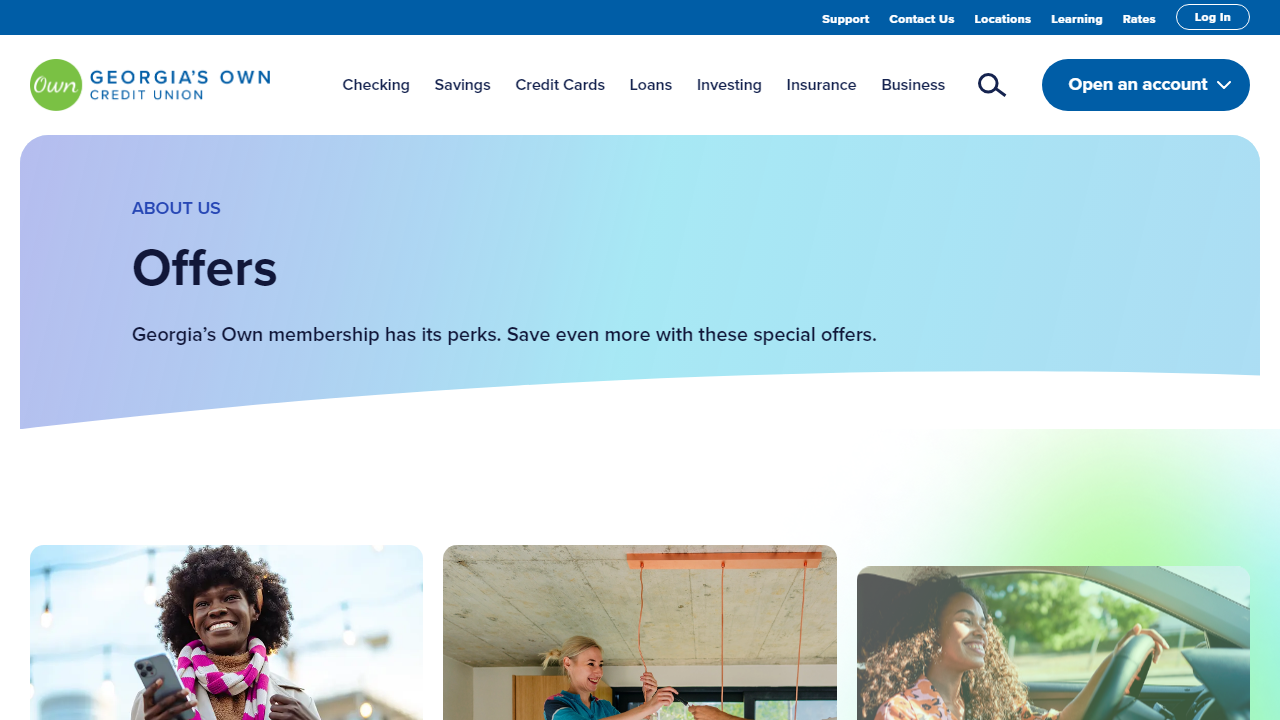 Support Contact Us Locations Learning Rates Log In
Own GEORGIA'S OWN
CREDIT UNION
Checking Savings Credit Cards Loans Investing Insurance Business Open an account
ABOUT US
Offers
Georgia’s Own membership has its perks. Save even more with these special offers.